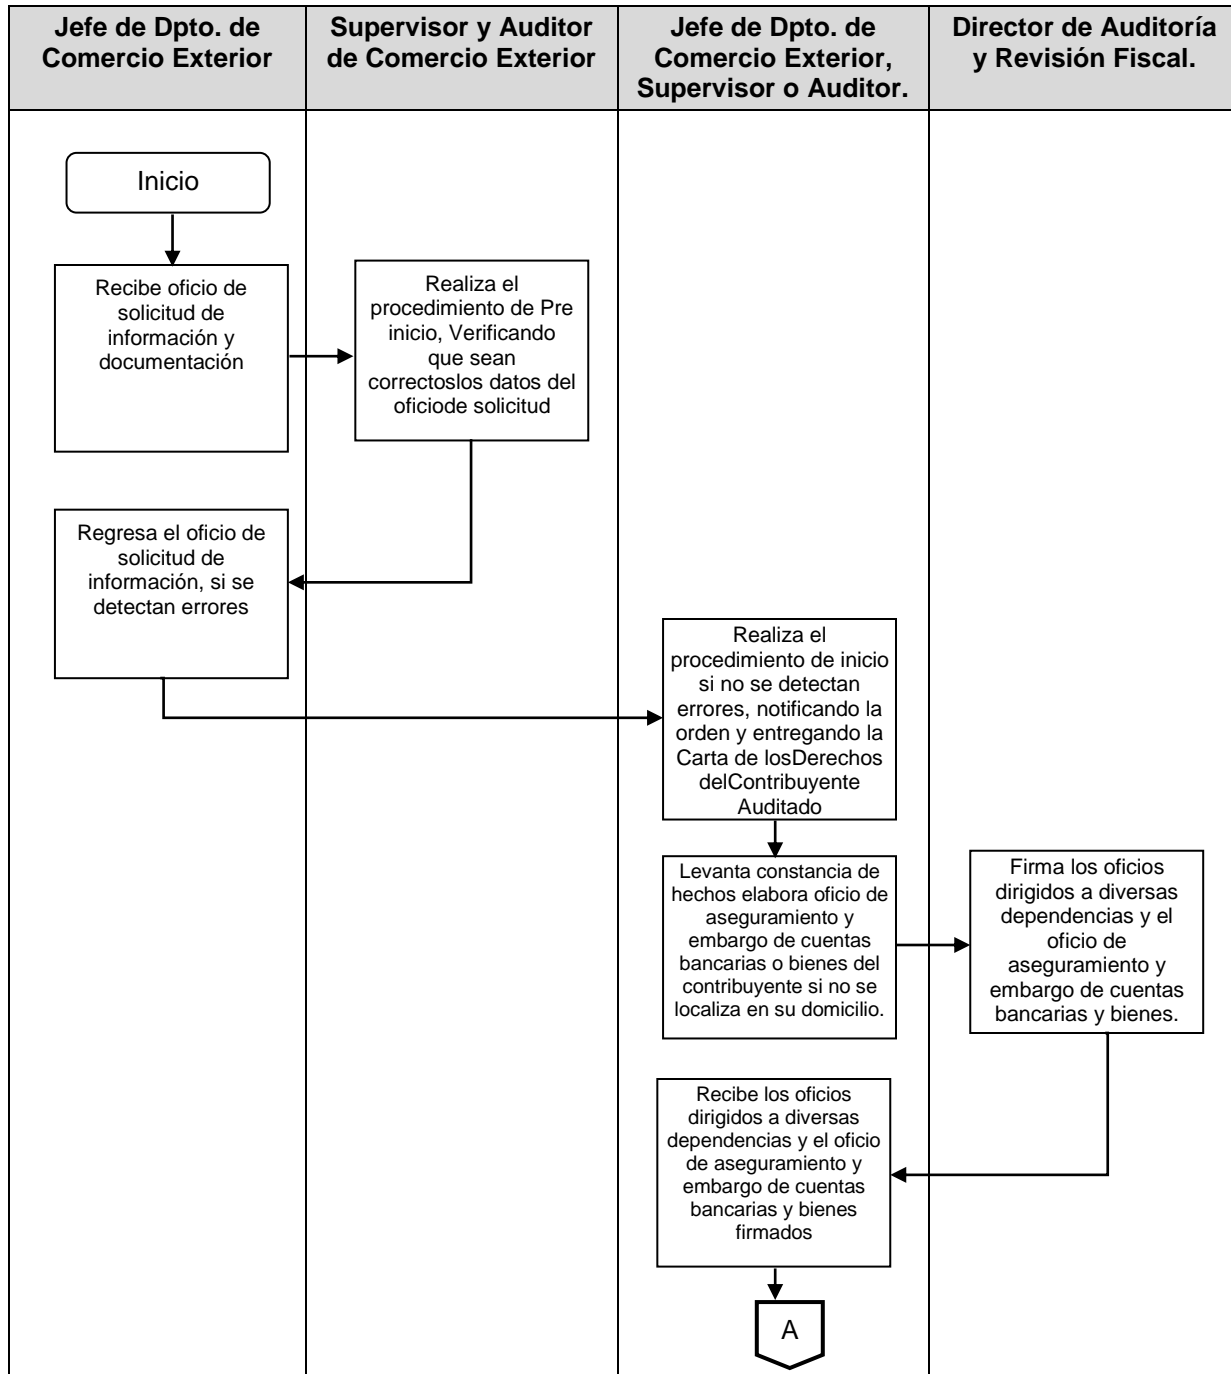 Jefe de Dpto. de
Comercio Exterior
Supervisor y Auditor
de Comercio Exterior
Jefe de Dpto. de
Comercio Exterior,
Supervisor o Auditor.
Director de Auditoría
y Revisión Fiscal.
Inicio
Recibe oficio de
solicitud de
información y
documentación
Realiza el
procedimiento de Pre
inicio, Verificando
que sean
correctoslos datos del
oficiode solicitud
Regresa el oficio de
solicitud de
información, si se
detectan errores
Realiza el
procedimiento de inicio
si no se detectan
errores, notificando la
orden y entregando la
Carta de losDerechos
delContribuyente
Auditado
Levanta constancia de
hechos elabora oficio de
aseguramiento y
embargo de cuentas
bancarias o bienes del
contribuyente si no se
localiza en su domicilio.
Firma los oficios
dirigidos a diversas
dependencias y el
oficio de
aseguramiento y
embargo de cuentas
bancarias y bienes.
Recibe los oficios
dirigidos a diversas
dependencias y el oficio
de aseguramiento y
embargo de cuentas
bancarias y bienes
firmados
A